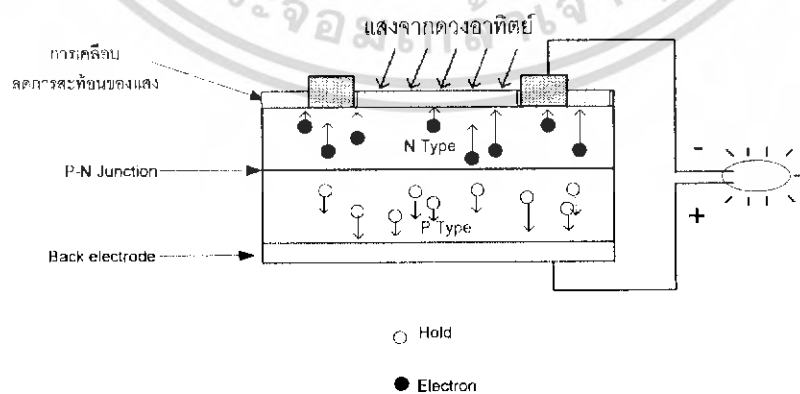 แสงจากดวงอาทิตย์
การเคลือบ
ลดการสะท้อนของแสง
N Type
P-N Junction
-
+
P Type
Back electrode
Hold
Electron